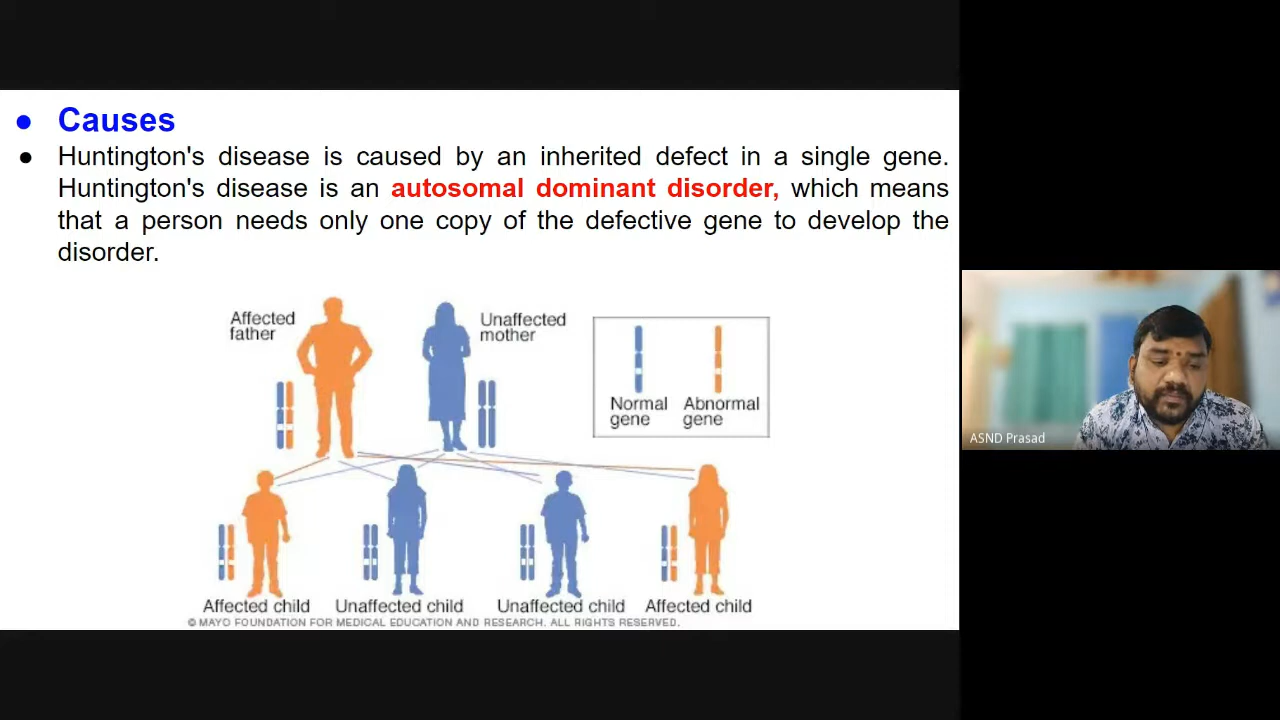 Causes
Huntington's disease is caused by an inherited defect in a single gene.
Huntington's disease is an autosomal dominant disorder, which means
that a person needs only one copy of the defective gene to develop the
disorder.
Affected
father
Unaffected
mother
Normal
gene
Abnormal
gene
Affected child
Unaffected child
Unaffected child
Affected child
© MAYO FOUNDATION FOR MEDICAL EDUCATION AND RESEARCH. ALL RIGHTS RESERVED.
ASND Prasad